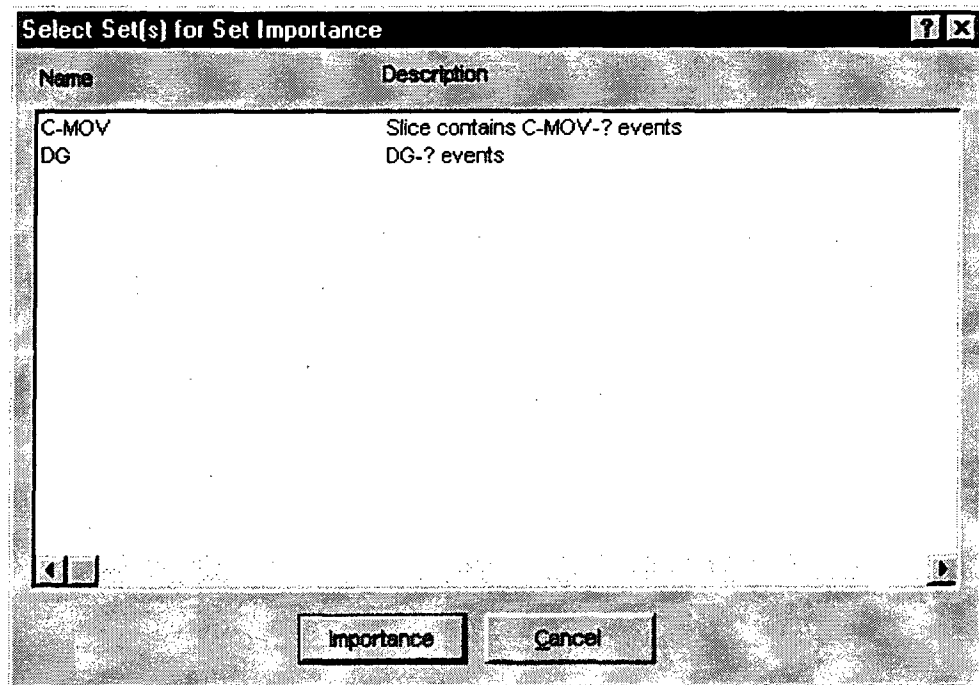 Select Set(s) for Set Importance
Name Description
C-MOV Slice contains C-MOV-? events
DG DG-? events
Importance Cancel